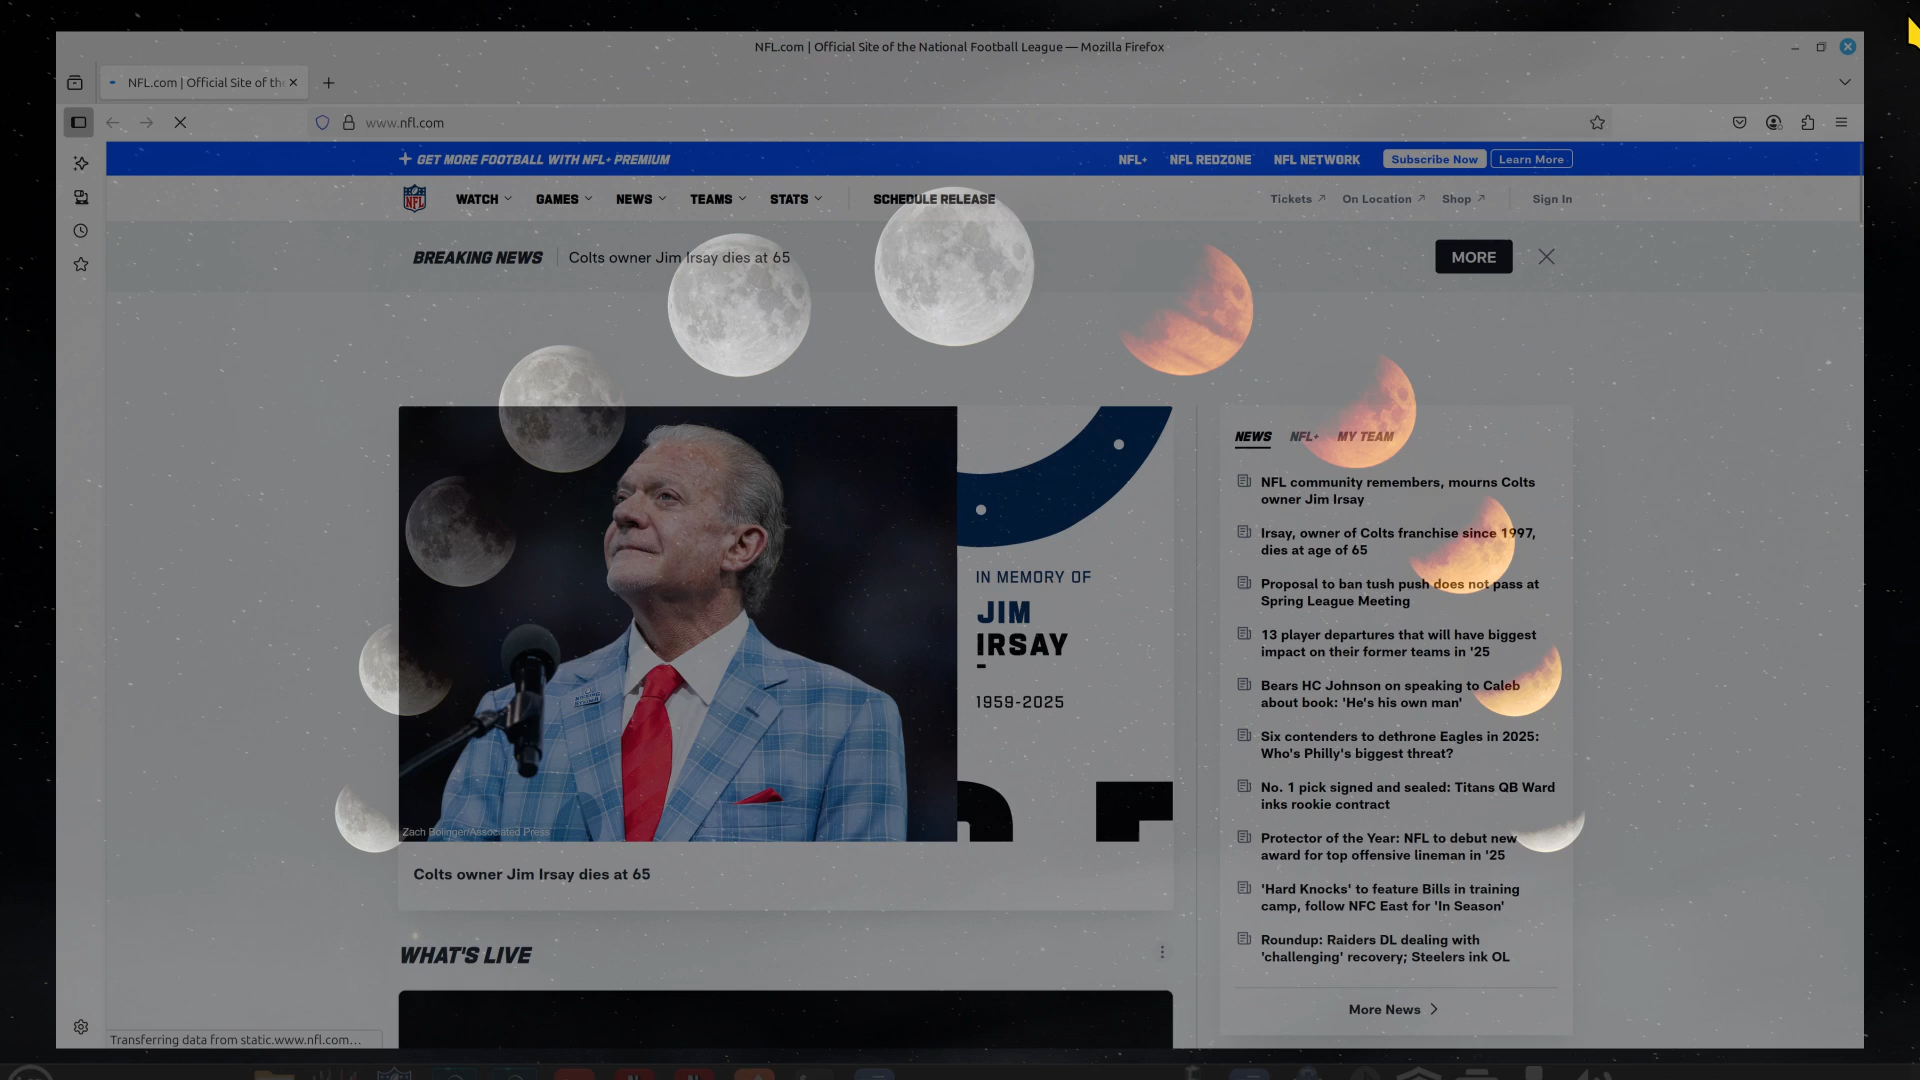 NFL.com | Official Site of the National Football League — Mozilla Firefox
NFL.com | Official Site of th
www.nfl.com
GET MORE FOOTBALL WITH NFL+ PREMIUM
NFL+ NFL REDZONE NFL NETWORK Subscribe Now Learn More
NFL WATCH GAMES NEWS TEAMS STATS SCHEDULE RELEASE Tickets On Location Shop Sign In
BREAKING NEWS Colts owner Jim Irsay dies at 65 MORE
IN MEMORY OF
JIM
IRSAY
1959-2025
Zach Bolinger/Associated Press
Colts owner Jim Irsay dies at 65
WHAT'S LIVE
NEWS NFL+ MY TEAM
NFL community remembers, mourns Colts
owner Jim Irsay
Irsay, owner of Colts franchise since 1997,
dies at age of 65
Proposal to ban tush push does not pass at
Spring League Meeting
13 player departures that will have biggest
impact on their former teams in '25
Bears HC Johnson on speaking to Caleb
about book: 'He's his own man'
Six contenders to dethrone Eagles in 2025:
Who's Philly's biggest threat?
No. 1 pick signed and sealed: Titans QB Ward
inks rookie contract
Protector of the Year: NFL to debut new
award for top offensive lineman in '25
'Hard Knocks' to feature Bills in training
camp, follow NFC East for 'In Season'
Roundup: Raiders DL dealing with
'challenging' recovery; Steelers ink OL
More News
Transferring data from static.www.nfl.com…